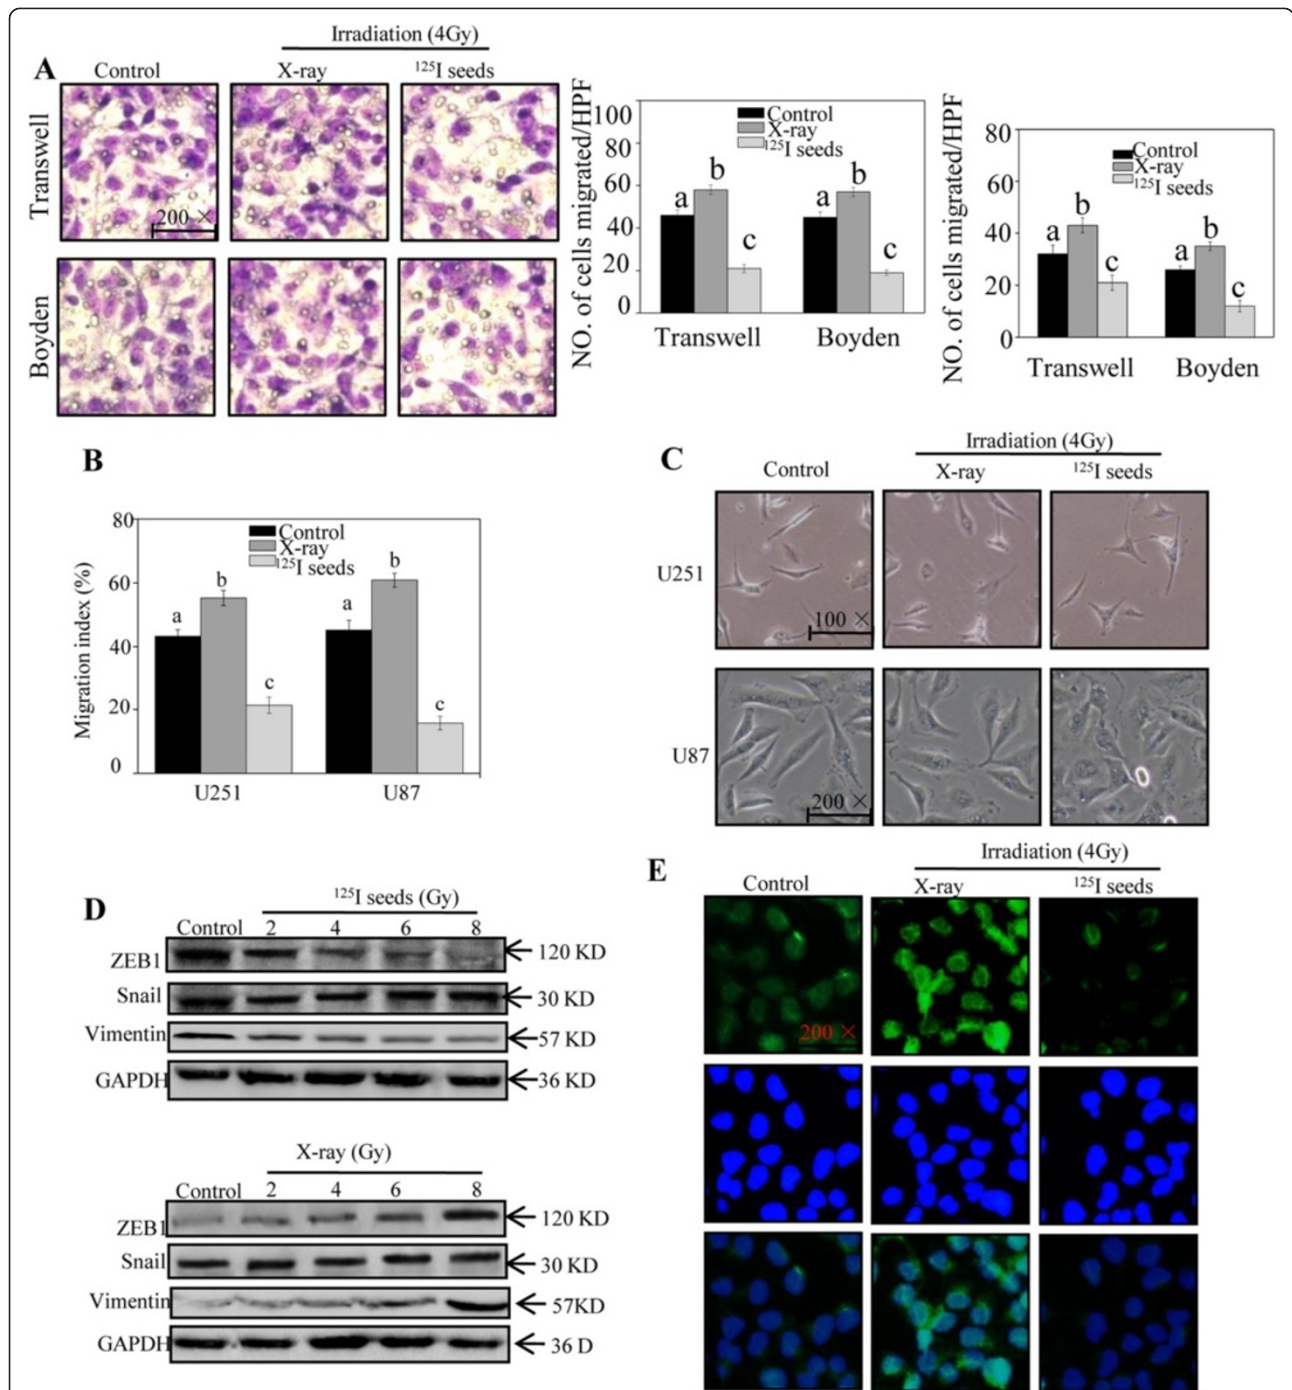 Irradiation (4Gy)
A
Control
X-ray
¹²⁵I seeds
Transwell
200 ×
Boyden
NO. of cells migrated/HPF
100
80
60
40
20
0
Control
X-ray
¹²⁵I seeds
a
b
c
a
b
c
Transwell
Boyden
NO. of cells migrated/HPF
80
60
40
20
0
Control
X-ray
¹²⁵I seeds
a
b
c
a
b
c
Transwell
Boyden
B
Migration index (%)
80
60
40
20
0
Control
X-ray
¹²⁵I seeds
a
b
c
a
b
c
U251
U87
C
Irradiation (4Gy)
Control
X-ray
¹²⁵I seeds
U251
100 ×
U87
200 ×
D
¹²⁵I seeds (Gy)
Control 2 4 6 8
ZEB1 120 KD
Snail 30 KD
Vimentin 57 KD
GAPDH 36 KD
X-ray (Gy)
Control 2 4 6 8
ZEB1 120 KD
Snail 30 KD
Vimentin 57KD
GAPDH 36 D
E
Irradiation (4Gy)
Control
X-ray
¹²⁵I seeds
200 ×